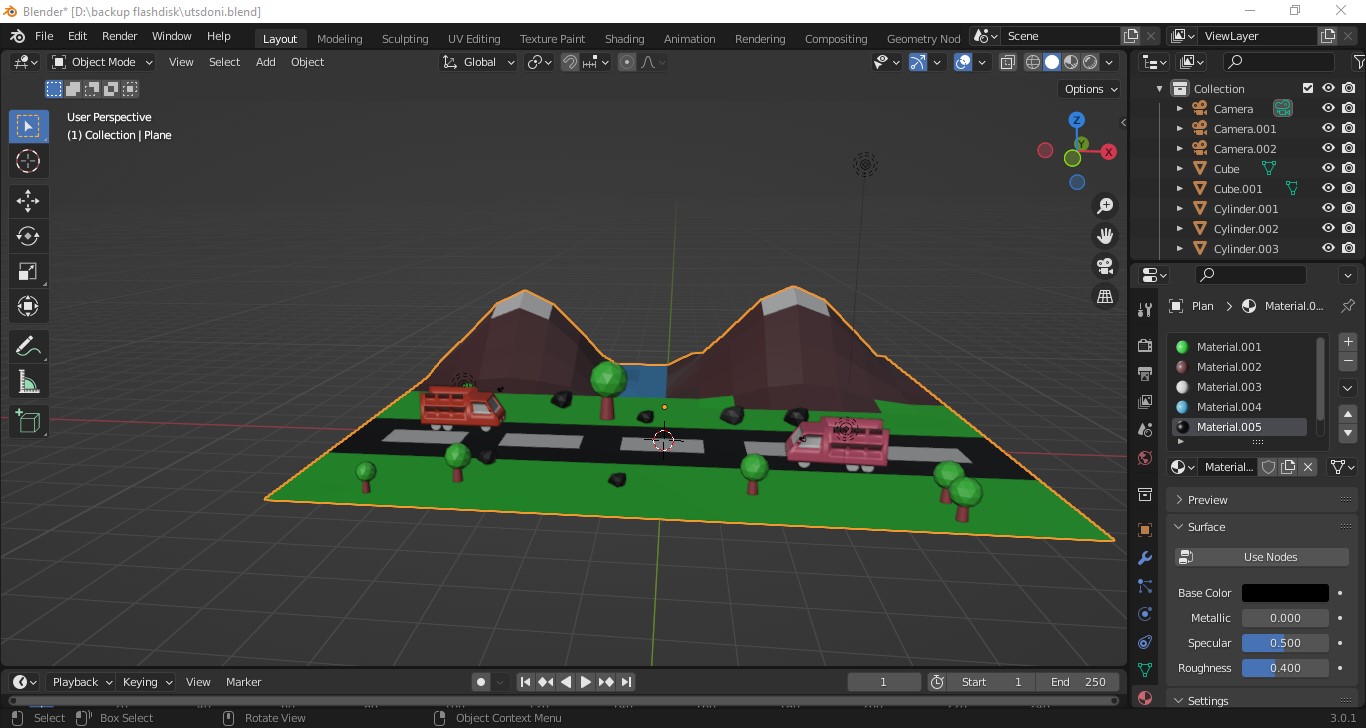 Blender* [D:\backup flashdisk\utsdoni.blend]
File Edit Render Window Help Layout Modeling Sculpting UV Editing Texture Paint Shading Animation Rendering Compositing Geometry Nod Scene ViewLayer
Object Mode View Select Add Object Global
Options
User Perspective
(1) Collection | Plane
Z
Y
X
Collection
Camera
Camera.001
Camera.002
Cube
Cube.001
Cylinder.001
Cylinder.002
Cylinder.003
Plan Material.0...
Material.001
Material.002
Material.003
Material.004
Material.005
Material...
Preview
Surface
Use Nodes
Base Color
Metallic 0.000
Specular 0.500
Roughness 0.400
Settings
Playback Keying View Marker 1 Start 1 End 250
Select Box Select Rotate View Object Context Menu 3.0.1